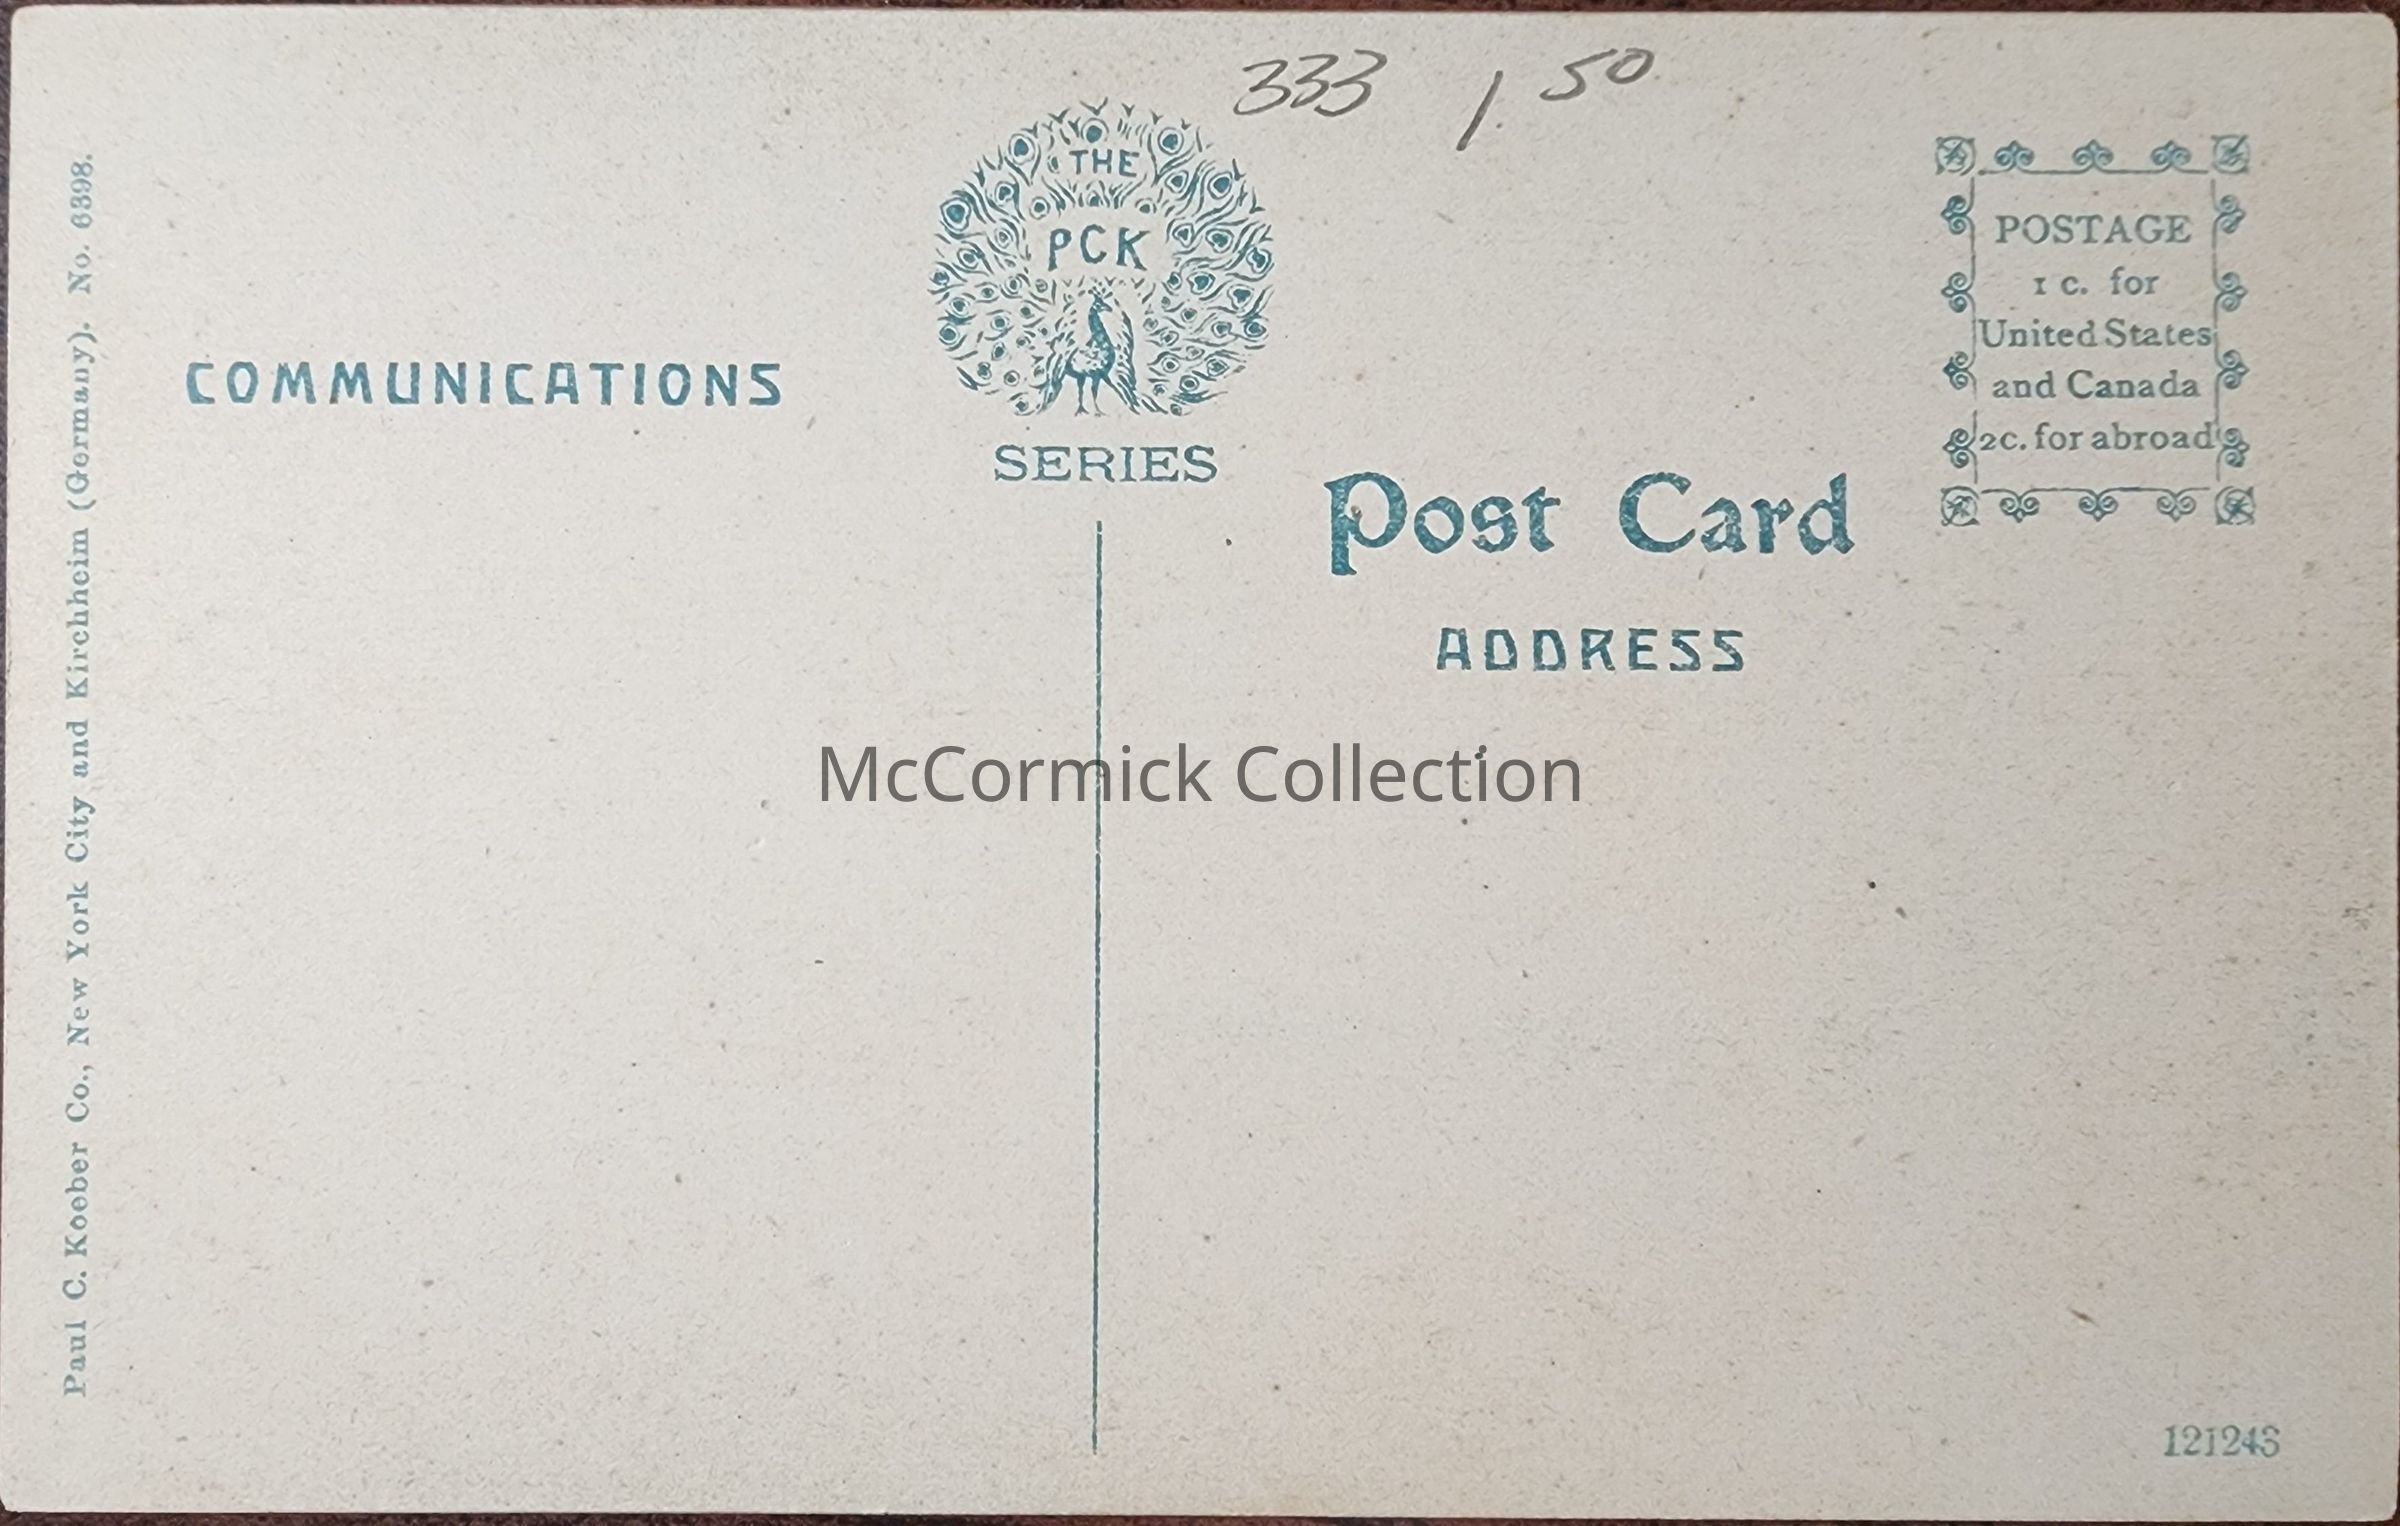 333 1.50
THE
PCK
SERIES
Paul C. Koeber Co., New York City and Kirchheim (Germany). No. 6398.
COMMUNICATIONS
POSTAGE
1 c. for
United States
and Canada
2c. for abroad
Post Card
ADDRESS
McCormick Collection
121243